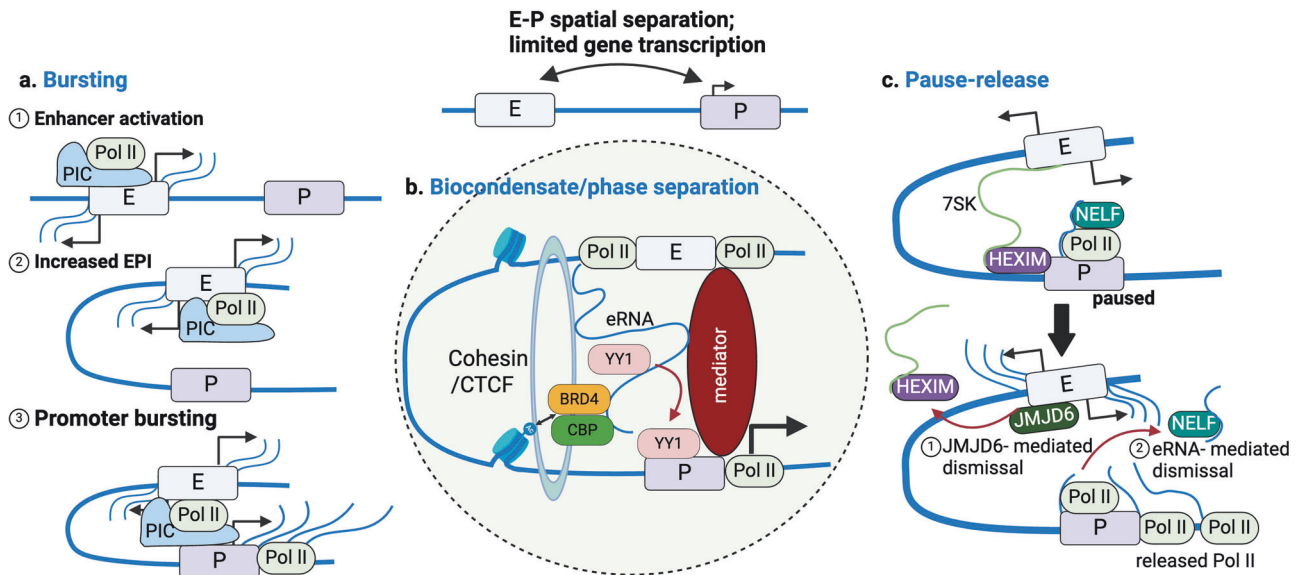 E-P spatial separation;
limited gene transcription
E
P
a. Bursting
① Enhancer activation
Pol II
PIC
E
P
② Increased EPI
E
Pol II
PIC
P
③ Promoter bursting
E
Pol II
PIC
P
Pol II
b. Biocondensate/phase separation
Pol II
E
Pol II
eRNA
Cohesin
/CTCF
YY1
mediator
BRD4
CBP
YY1
P
Pol II
c. Pause-release
E
7SK
NELF
Pol II
HEXIM
P
paused
E
HEXIM
JMJD6
NELF
① JMJD6- mediated
dismissal
② eRNA- mediated
dismissal
Pol II
P
Pol II
Pol II
released Pol II